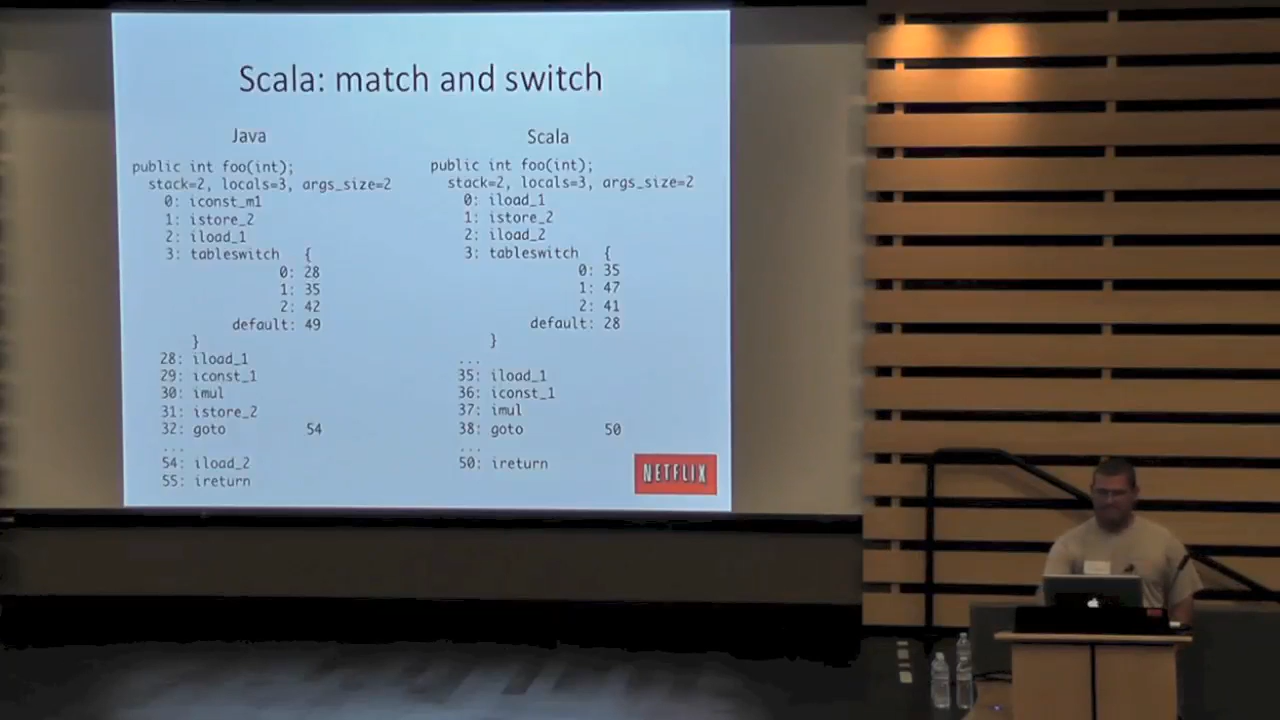 Scala: match and switch
Java
public int foo(int);
stack=2, locals=3, args_size=2
0: iconst_m1
1: istore_2
2: iload_1
3: tableswitch {
0: 28
1: 35
2: 42
default: 49
}
28: iload_1
29: iconst_1
30: imul
31: istore_2
32: goto 54
...
54: iload_2
55: ireturn
Scala
public int foo(int);
stack=2, locals=3, args_size=2
0: iload_1
1: istore_2
2: iload_2
3: tableswitch {
0: 35
1: 47
2: 41
default: 28
}
...
35: iload_1
36: iconst_1
37: imul
38: goto 50
...
50: ireturn
NETFLIX